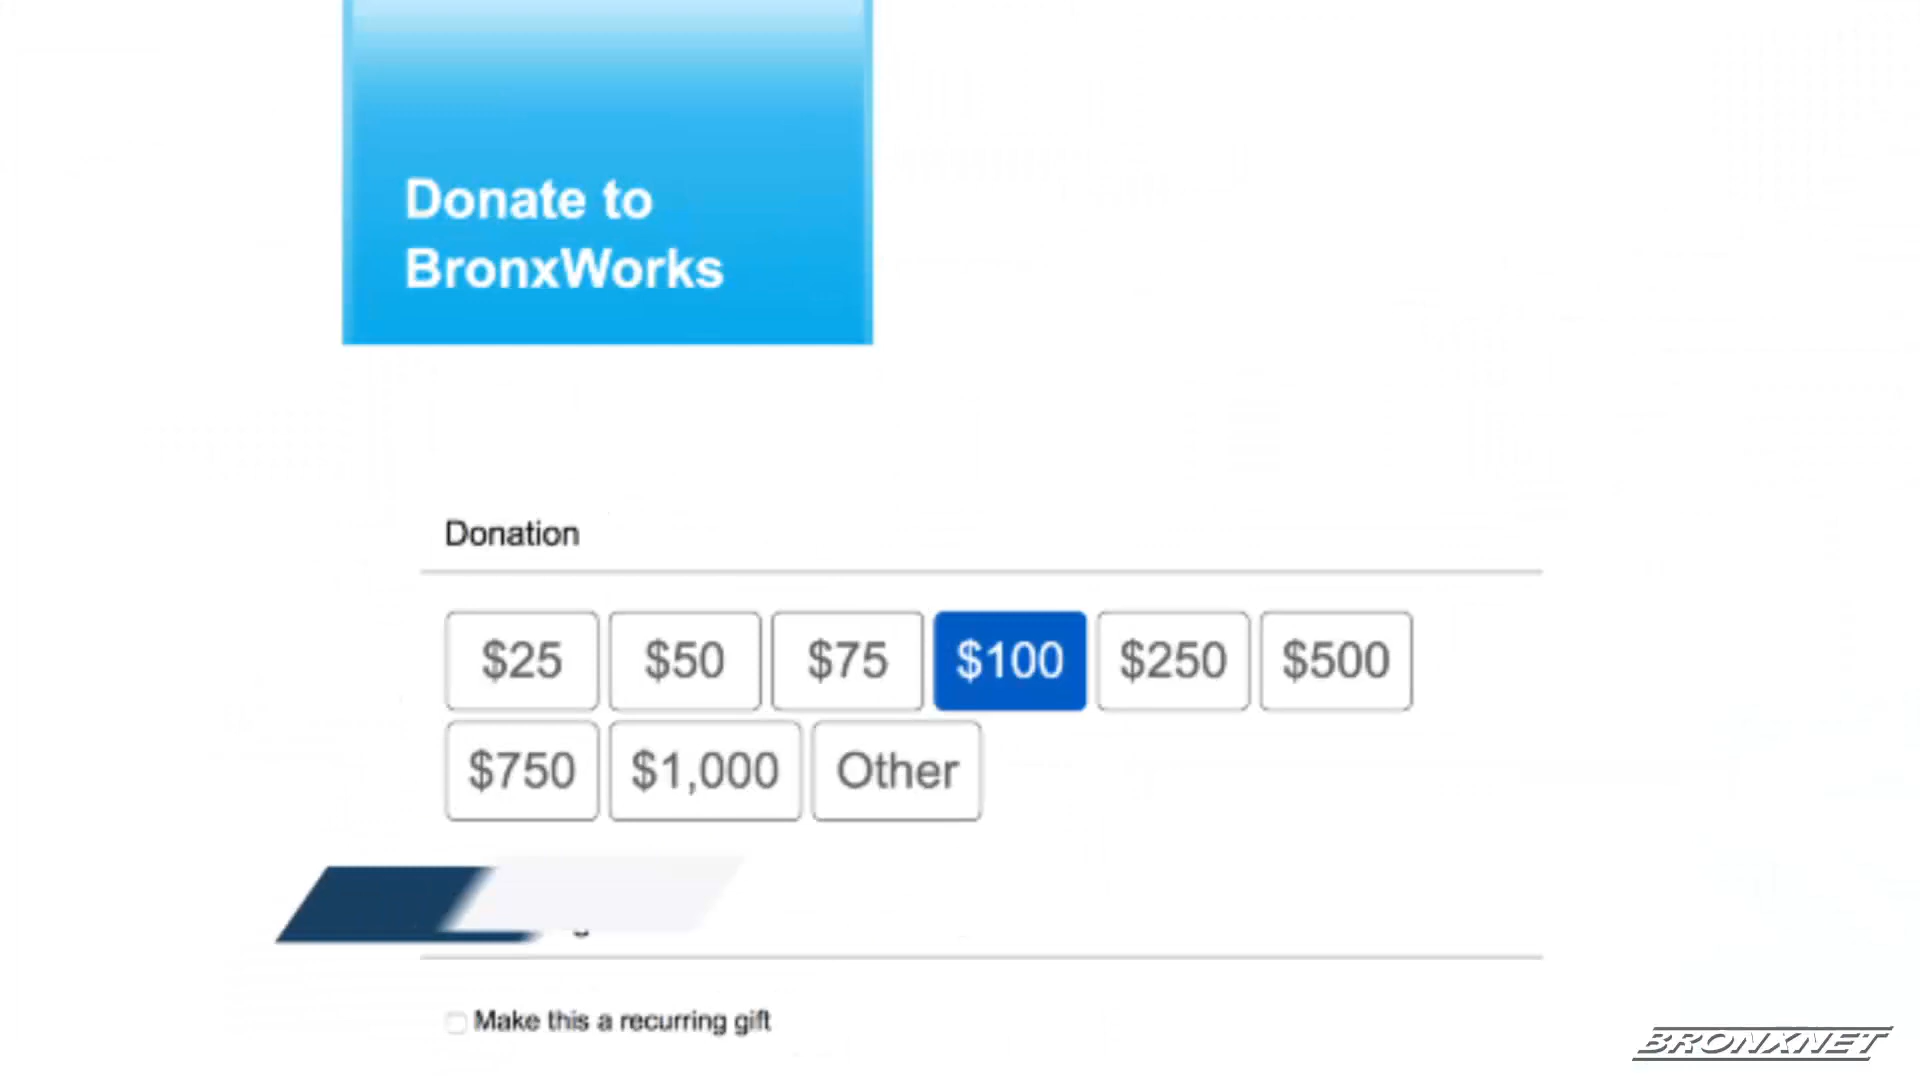 Donate to
BronxWorks
Donation
$25 $50 $75 $100 $250 $500
$750 $1,000 Other
Make this a recurring gift
BRONXNET